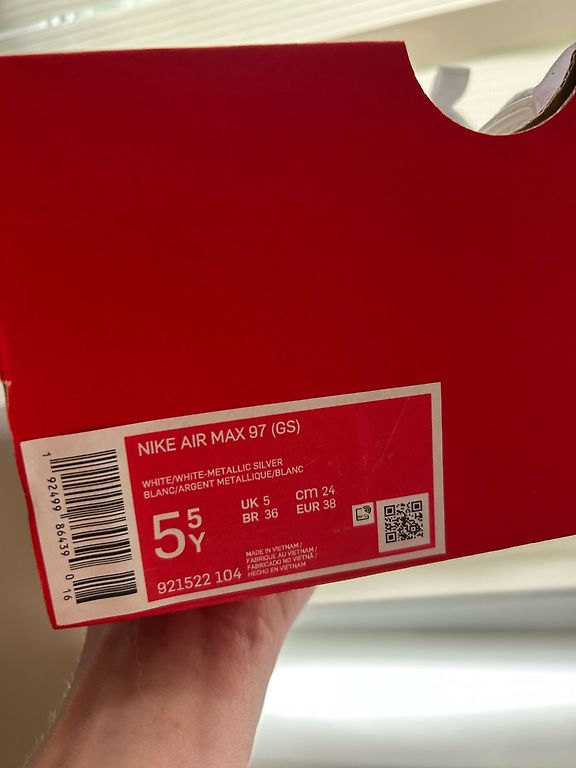 NIKE AIR MAX 97 (GS)
WHITE/WHITE-METALLIC SILVER
BLANC/ARGENT METALLIQUE/BLANC
5 5 Y
UK 5
BR 36
cm 24
EUR 38
921522 104
MADE IN VIETNAM /
FABRIQUE AU VIETNAM /
FABRICADO NO VIETNÃ /
HECHO EN VIETNAM
1 92499 86439 0 16